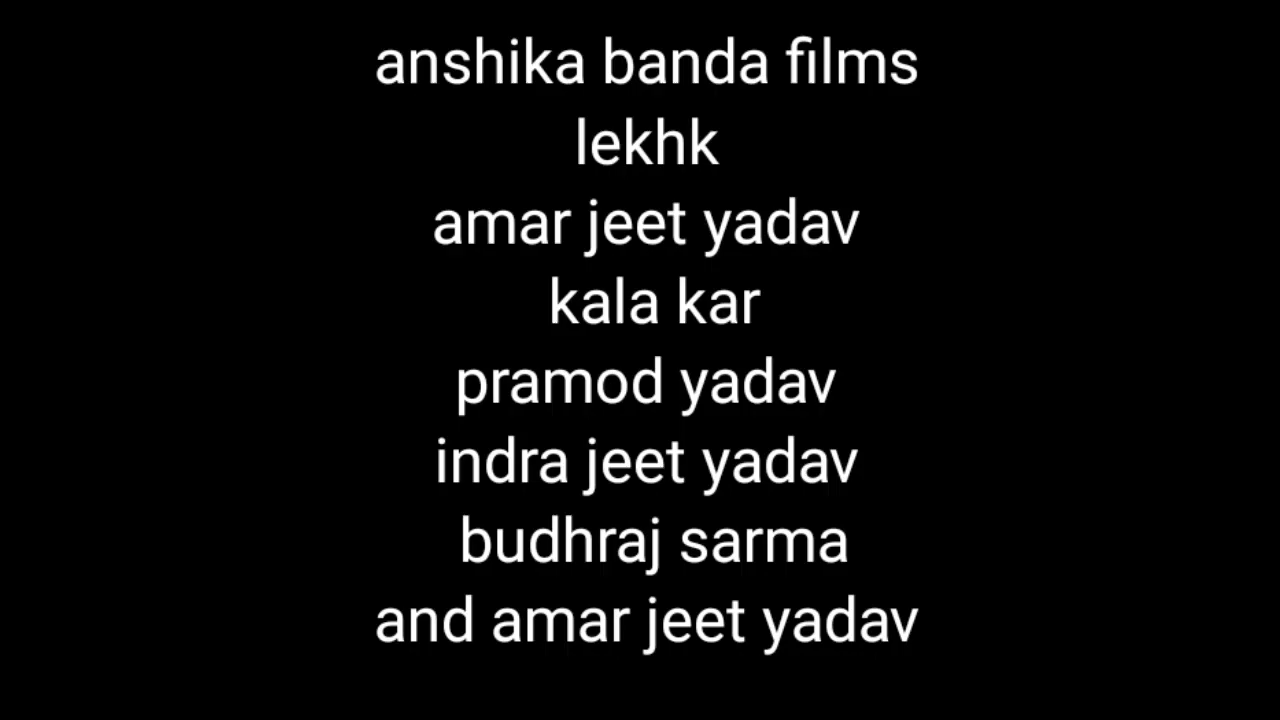 anshika banda films
lekhk
amar jeet yadav
kala kar
pramod yadav
indra jeet yadav
budhraj sarma
and amar jeet yadav